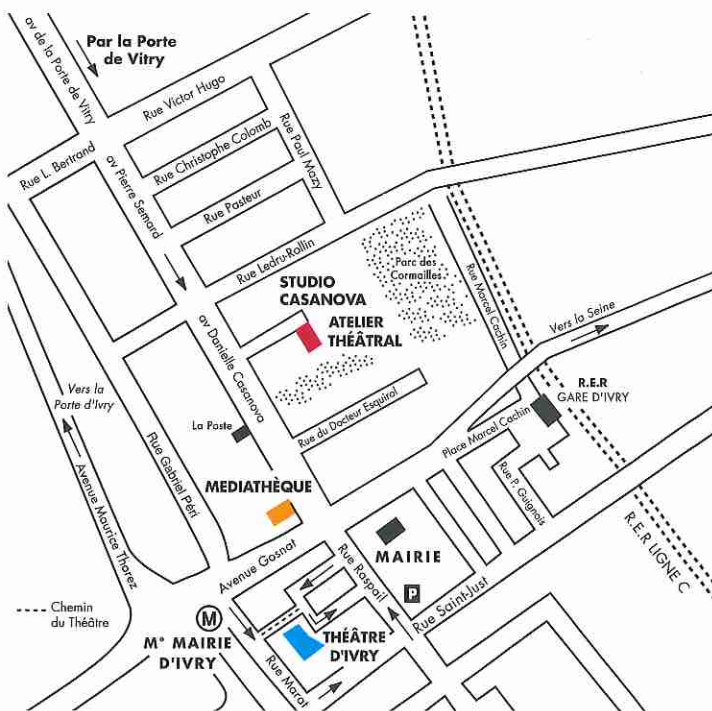 av de la Porte de Vitry
Par la Porte
de Vitry
Rue Victor Hugo
Rue Christophe Colomb
Rue Paul Mazy
Rue L. Bertrand
av Pierre Semard
Rue Pasteur
Rue Ledru-Rollin
Parc des
Cormailles
Rue Marcel Cachin
STUDIO
CASANOVA
ATELIER
THÉÂTRAL
Vers la Seine
av Danielle Casanova
Vers la
Porte d'Ivry
R.E.R
GARE D'IVRY
La Poste
Rue du Docteur Esquirol
Place Marcel Cachin
Rue Gabriel Péri
Avenue Maurice Thorez
MEDIATHÈQUE
Rue P. Guignois
R.E.R LIGNE C
Avenue Gosnat
Rue Raspail
MAIRIE
P
Rue Saint-Just
Chemin
du Théâtre
M
M° MAIRIE
D'IVRY
THÉÂTRE
D'IVRY
Rue Marat